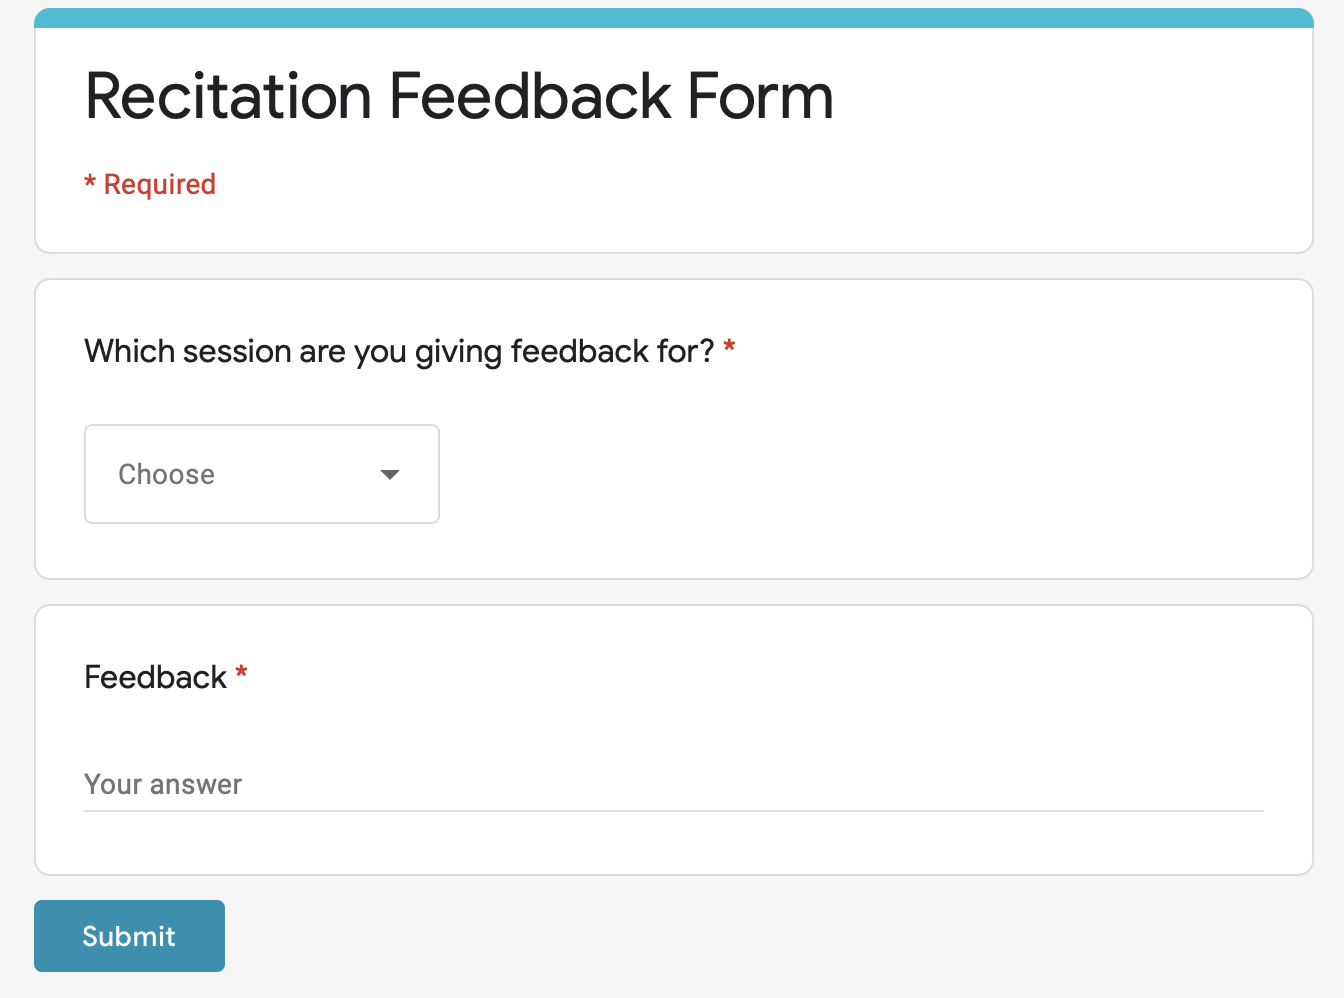 Recitation Feedback Form
* Required
Which session are you giving feedback for? *
Choose
Feedback *
Your answer
Submit